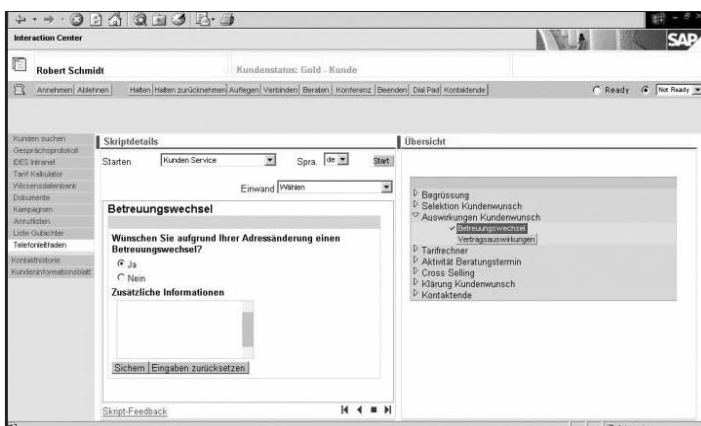 Interaction Center
SAP
Robert Schmidt
Kundenstatus: Gold - Kunde
Annehmen Ablehnen Halten Halten zurücknehmen Auflegen Verbinden Beraten Konferenz Beenden Dial Pad Kontaktende
Ready Not Ready
Kunden suchen
Gesprächsprotokoll
IDES Intranet
Tarif Kalkulator
Wissensdatenbank
Dokumente
Kampagnen
Anruflisten
Liste Gutachter
Telefonleitfaden
Kontakthistorie
Kundeninformationsblatt
Skriptdetails
Starten Kunden Service Spra. de Start
Einwand Wählen
Betreuungswechsel
Wünschen Sie aufgrund Ihrer Adressänderung einen
Betreuungswechsel?
Ja
Nein
Zusätzliche Informationen
Sichern Eingaben zurücksetzen
Skript-Feedback
Übersicht
Begrüssung
Selektion Kundenwunsch
Auswirkungen Kundenwunsch
Betreuungswechsel
Vertragsauswirkungen
Tarifrechner
Aktivität Beratungstermin
Cross Selling
Klärung Kundenwunsch
Kontaktende